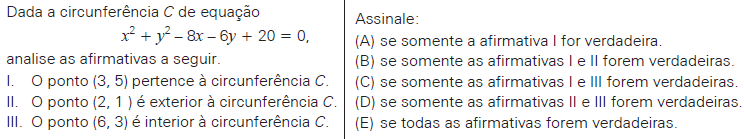 Dada a circunferência C de equação
x² + y² – 8x – 6y + 20 = 0,
analise as afirmativas a seguir.
I. O ponto (3, 5) pertence à circunferência C.
II. O ponto (2, 1 ) é exterior à circunferência C.
III. O ponto (6, 3) é interior à circunferência C.
Assinale:
(A) se somente a afirmativa I for verdadeira.
(B) se somente as afirmativas I e II forem verdadeiras.
(C) se somente as afirmativas I e III forem verdadeiras.
(D) se somente as afirmativas II e III forem verdadeiras.
(E) se todas as afirmativas forem verdadeiras.